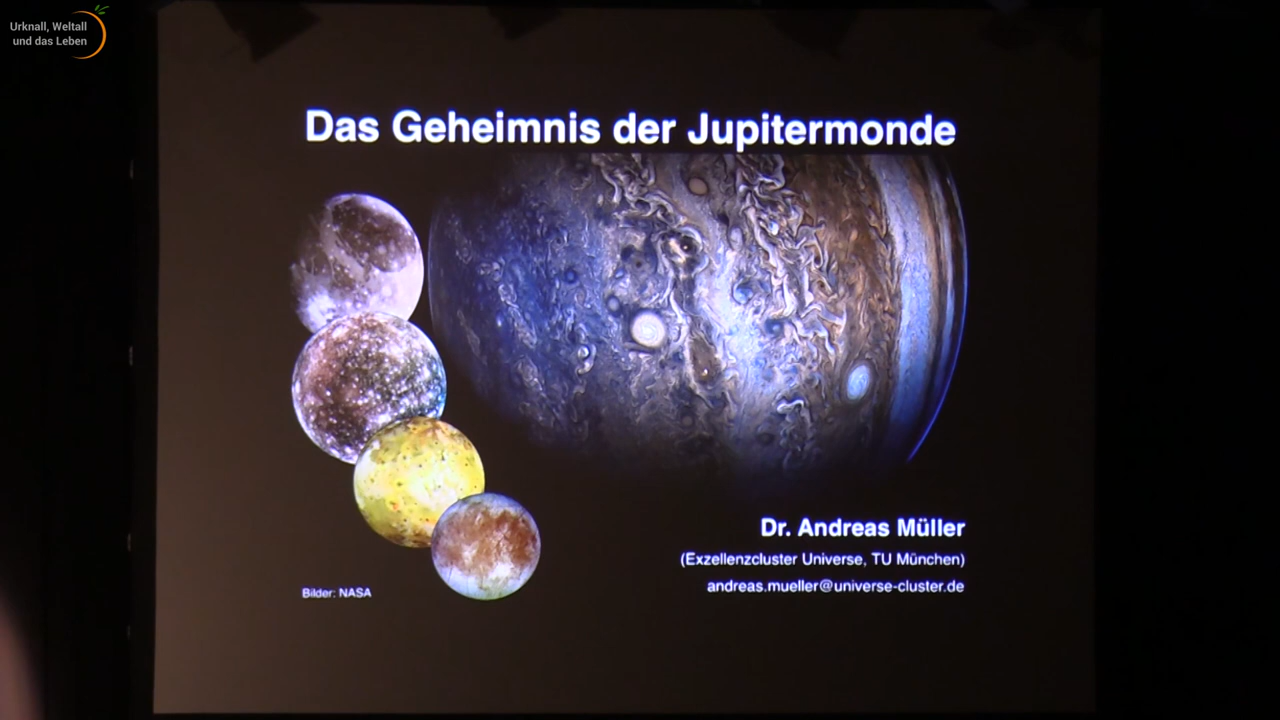 Urknall, Weltall
und das Leben
Das Geheimnis der Jupitermonde
Dr. Andreas Müller
(Exzellenzcluster Universe, TU München)
andreas.mueller@universe-cluster.de
Bilder: NASA